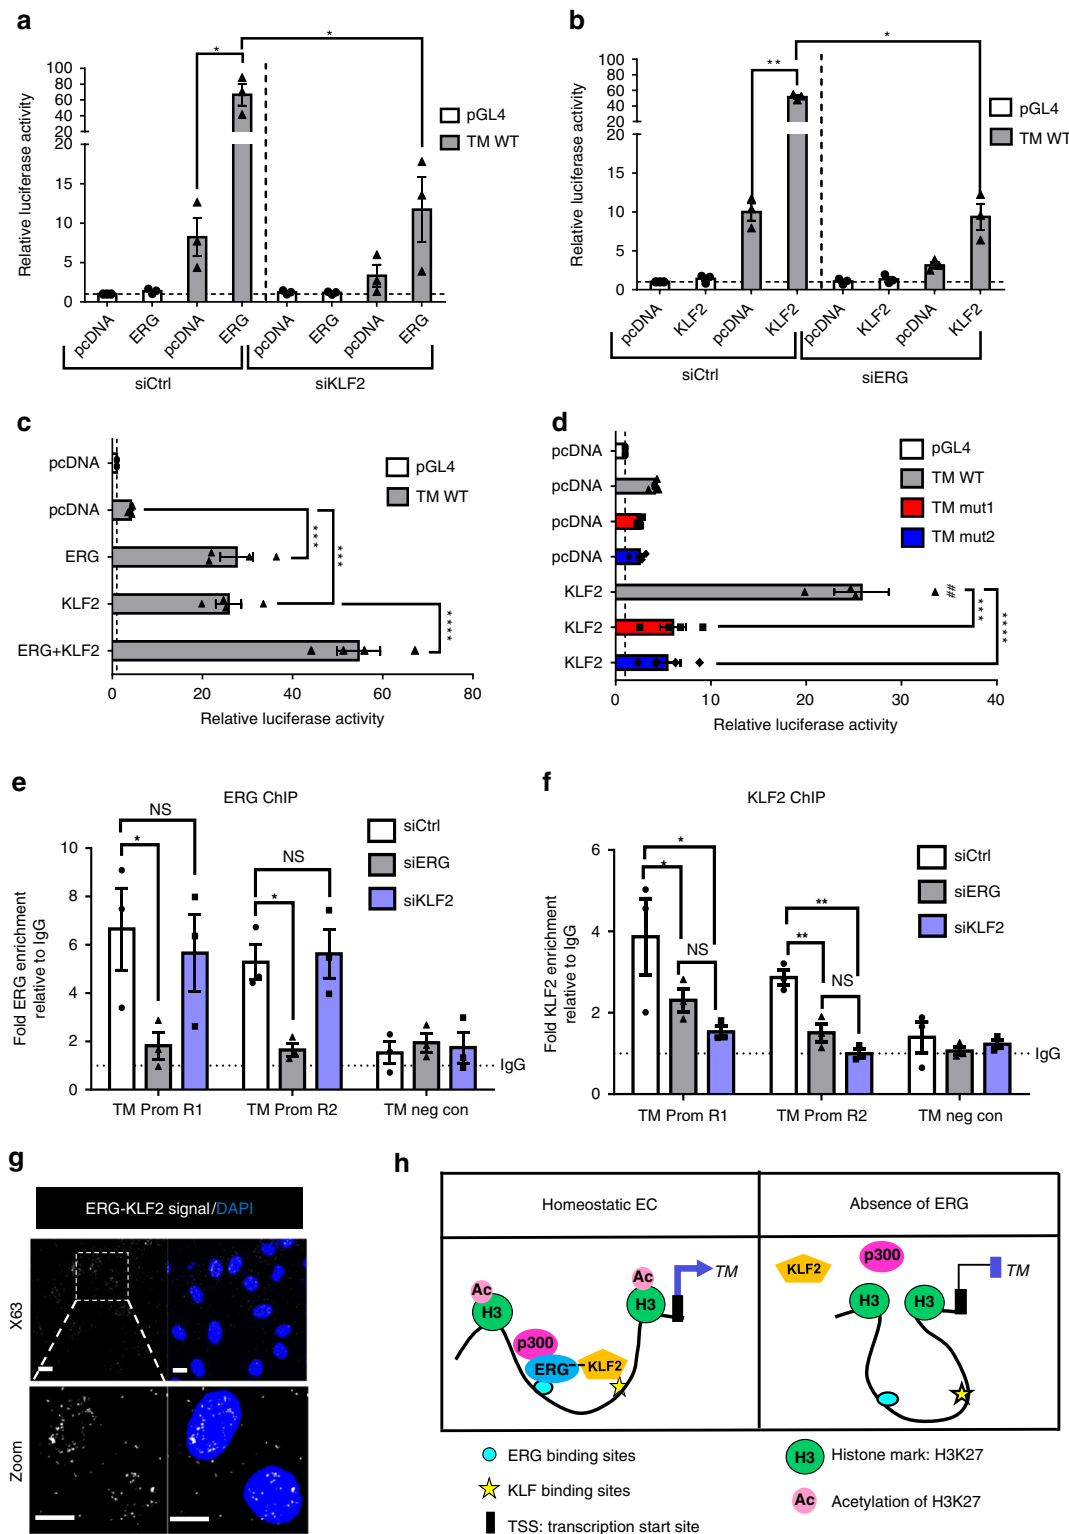 a
Relative luciferase activity
100
80
60
40
20
20
15
10
5
0
*
*
pGL4
TM WT
pcDNA
ERG
pcDNA
ERG
pcDNA
ERG
pcDNA
ERG
siCtrl
siKLF2
b
Relative luciferase activity
100
80
60
40
20
20
15
10
5
0
**
*
pGL4
TM WT
pcDNA
KLF2
pcDNA
KLF2
pcDNA
KLF2
pcDNA
KLF2
siCtrl
siERG
c
pcDNA
pcDNA
ERG
KLF2
ERG+KLF2
pGL4
TM WT
***
***
****
0
20
40
60
80
Relative luciferase activity
d
pcDNA
pcDNA
pcDNA
pcDNA
KLF2
KLF2
KLF2
pGL4
TM WT
TM mut1
TM mut2
##
***
****
0
10
20
30
40
Relative luciferase activity
e
ERG ChIP
Fold ERG enrichment
relative to IgG
10
8
6
4
2
0
NS
*
NS
*
siCtrl
siERG
siKLF2
IgG
TM Prom R1
TM Prom R2
TM neg con
f
KLF2 ChIP
Fold KLF2 enrichment
relative to IgG
6
4
2
0
*
*
NS
**
**
NS
siCtrl
siERG
siKLF2
IgG
TM Prom R1
TM Prom R2
TM neg con
g
ERG-KLF2 signal/DAPI
X63
Zoom
h
Homeostatic EC
Absence of ERG
Ac
H3
p300
ERG
KLF2
Ac
H3
TM
KLF2
p300
H3
H3
TM
ERG binding sites
KLF binding sites
TSS: transcription start site
H3
Histone mark: H3K27
Ac
Acetylation of H3K27